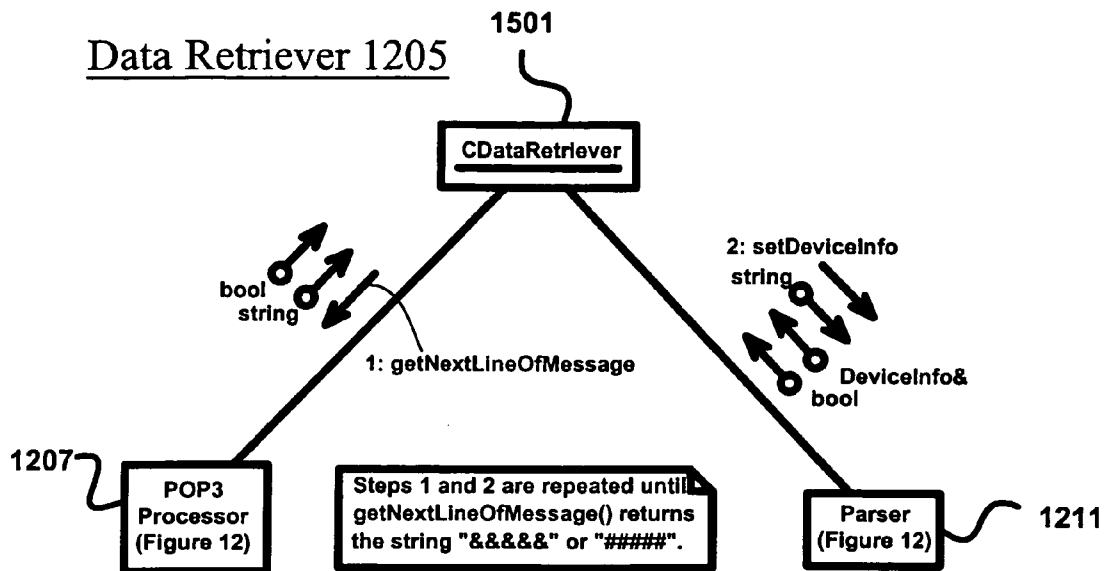 1501
Data Retriever 1205
CDataRetriever
2: setDeviceInfo
string
bool
string
1: getNextLineOfMessage
DeviceInfo&
bool
1207
POP3
Processor
(Figure 12)
Steps 1 and 2 are repeated until
getNextLineOfMessage() returns
the string "&&&&&" or "#####".
Parser
(Figure 12)
1211